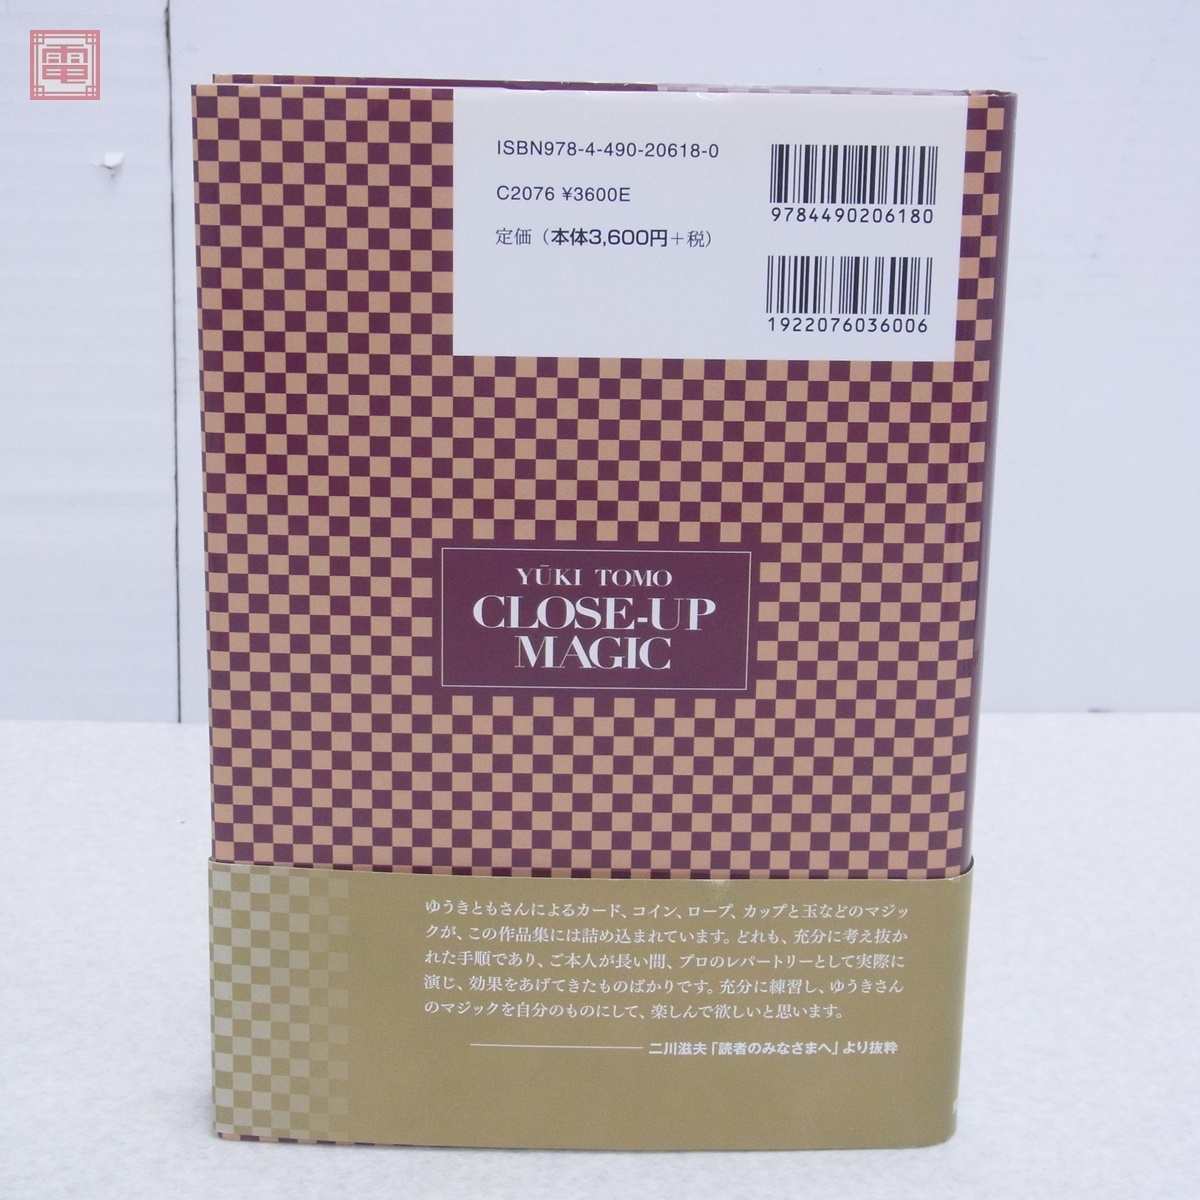 電
ISBN978-4-490-20618-0
C2076 ¥3600E
定価（本体3,600円＋税）
9784490206180
1922076036006
YŪKI TOMO
CLOSE-UP
MAGIC
ゆうきともさんによるカード、コイン、ロープ、カップと玉などのマジッ
クが、この作品集には詰め込まれています。どれも、充分に考え抜か
れた手順であり、ご本人が長い間、プロのレパートリーとして実際に
演じ、効果をあげてきたものばかりです。充分に練習し、ゆうきさん
のマジックを自分のものにして、楽しんで欲しいと思います。
二川滋夫「読者のみなさまへ」より抜粋